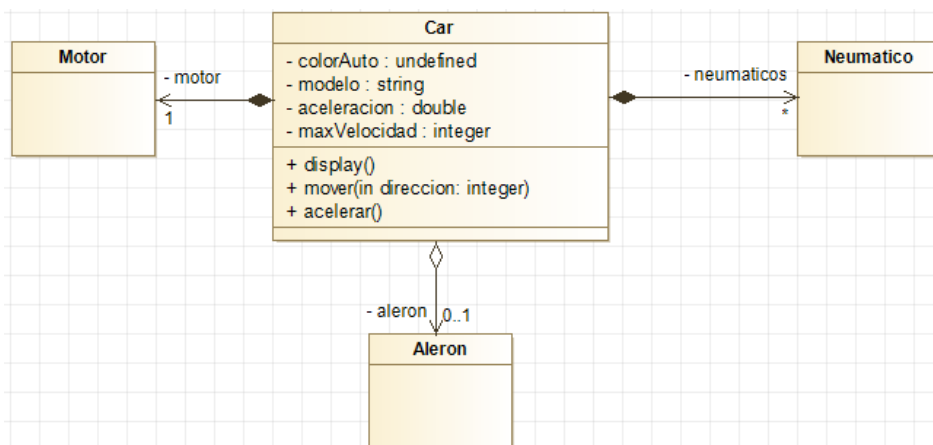 Car
- colorAuto : undefined
- modelo : string
- aceleracion : double
- maxVelocidad : integer
+ display()
+ mover(in direccion: integer)
+ acelerar()
Motor
- motor
1
- neumaticos
*
Neumatico
- aleron
0..1
Aleron